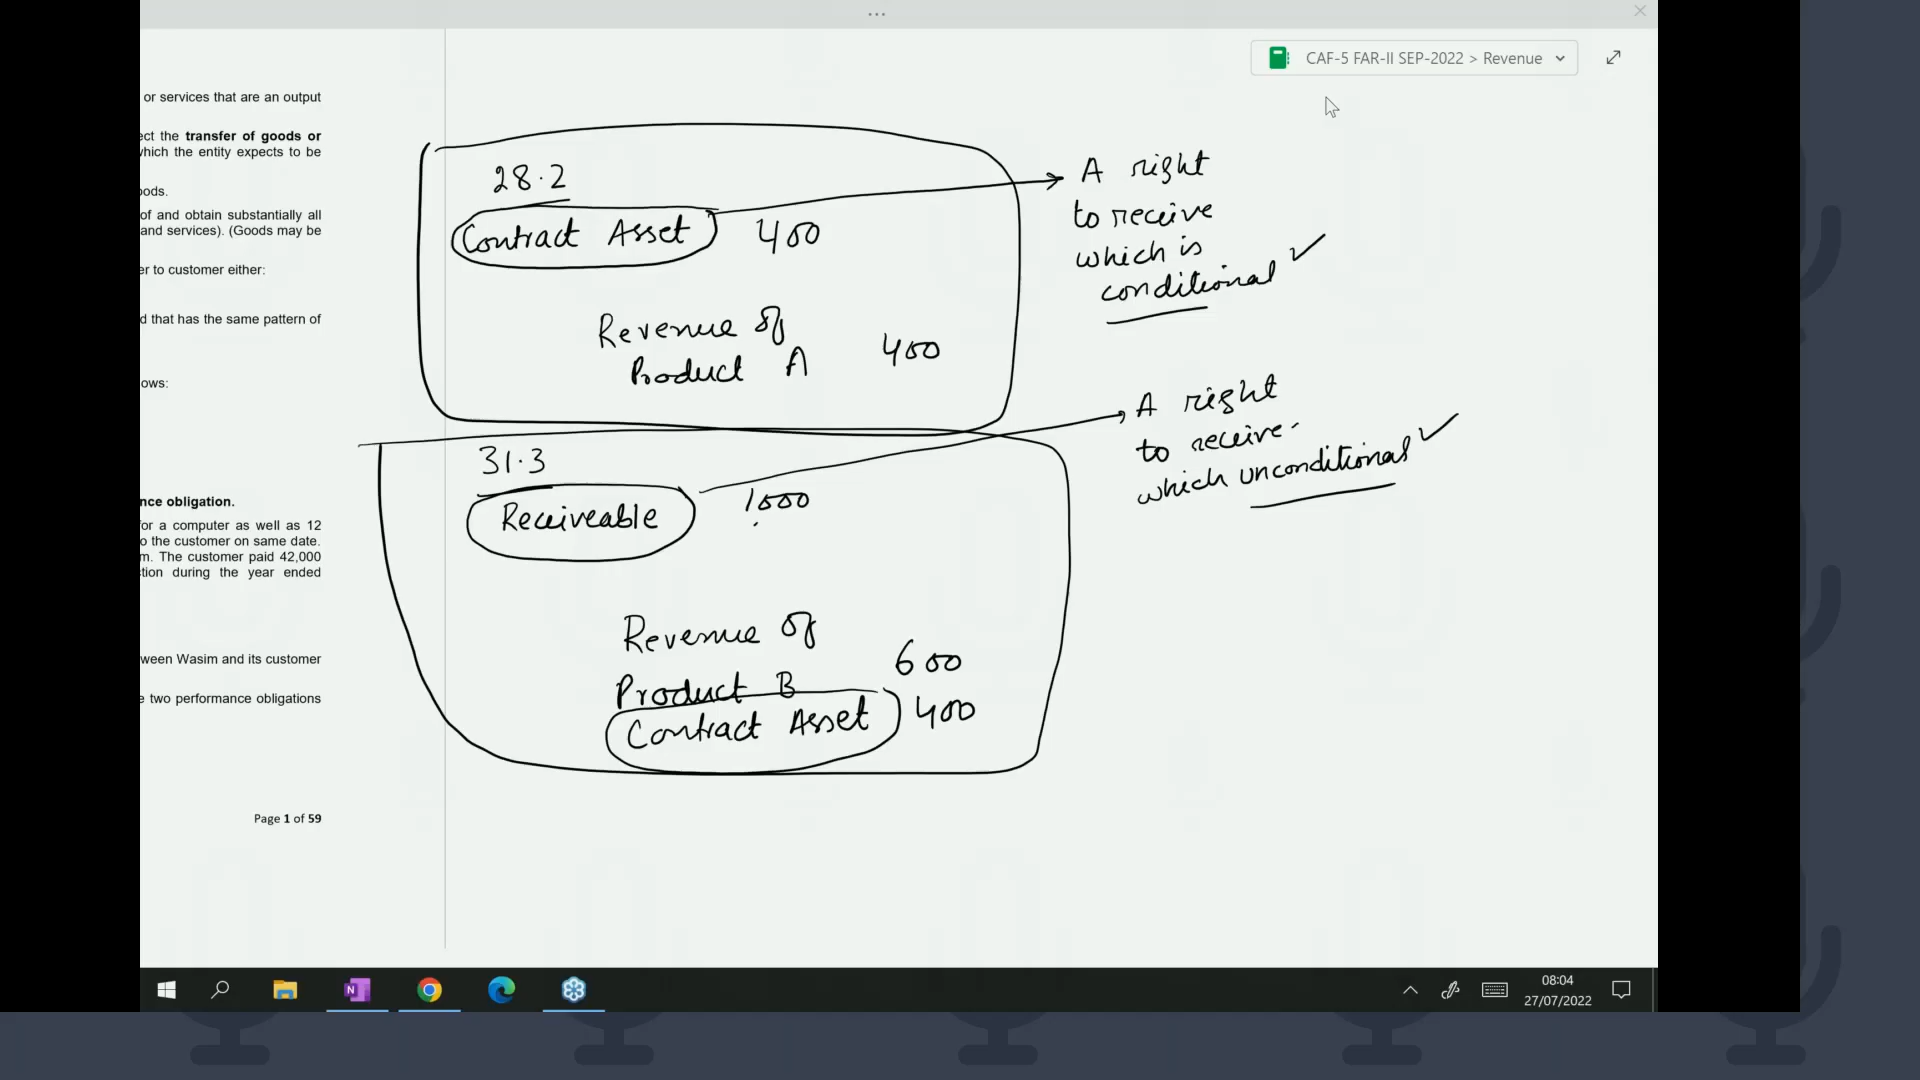 CAF-5 FAR-II SEP-2022 > Revenue
or services that are an output
ect the transfer of goods or
which the entity expects to be
ods.
of and obtain substantially all
and services). (Goods may be
er to customer either:
d that has the same pattern of
ows:
nce obligation.
for a computer as well as 12
o the customer on same date.
m. The customer paid 42,000
ction during the year ended
ween Wasim and its customer
e two performance obligations
Page 1 of 59
28.2
Contract Asset 400
Revenue of
Product A 400
A right
to receive
which is
conditional
31.3
Receiveable 1000
Revenue of
Product B 600
Contract Asset 400
A right
to receive
which unconditional
08:04
27/07/2022